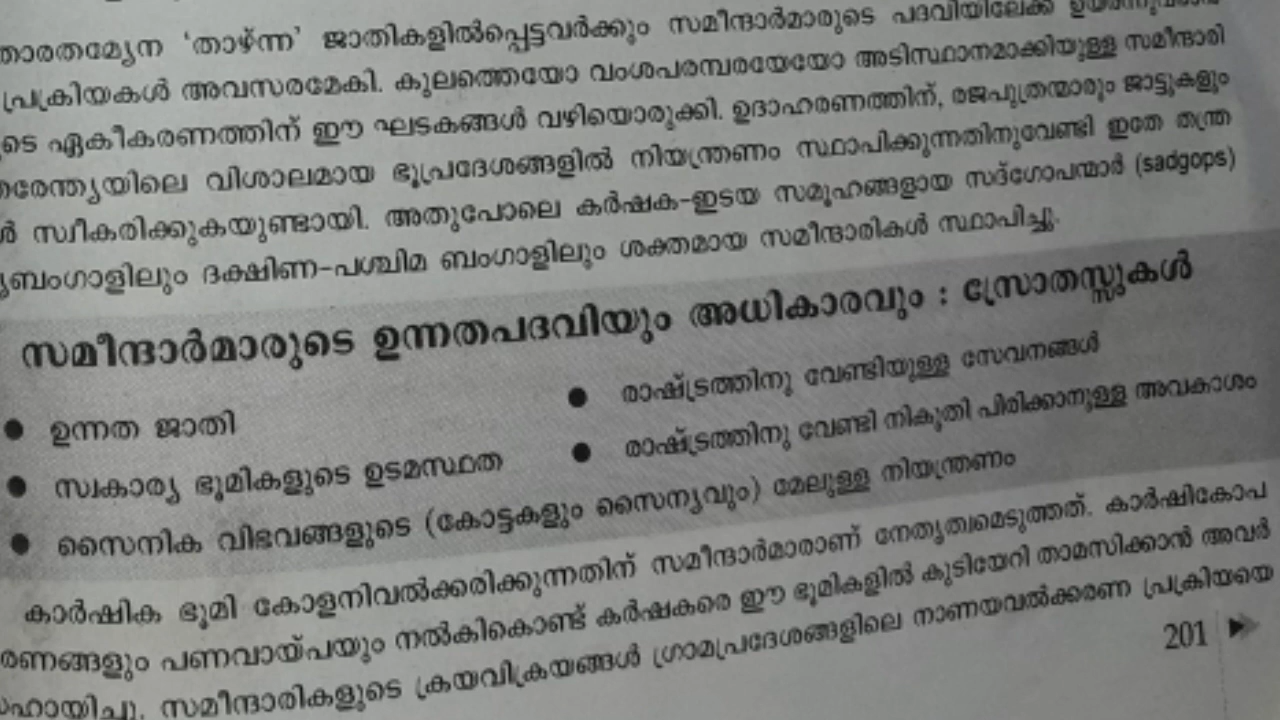 താരതമ്യേന ‘താഴ്ന്ന’ ജാതികളിൽപ്പെട്ടവർക്കും സമീന്ദാർമാരുടെ പദവിയിലേക്ക്
പ്രക്രിയകൾ അവസരമേകി. കുലത്തെയോ വംശപരമ്പരയേയോ അടിസ്ഥാനമാക്കിയുള്ള സമീന്ദാരി
ടെ ഏകീകരണത്തിന് ഈ ഘടകങ്ങൾ വഴിയൊരുക്കി. ഉദാഹരണത്തിന്, രജപുത്രന്മാരും ജാട്ടുകളും
രേന്ത്യയിലെ വിശാലമായ ഭൂപ്രദേശങ്ങളിൽ നിയന്ത്രണം സ്ഥാപിക്കുന്നതിനുവേണ്ടി ഇതേ തന്ത്ര
ൾ സ്വീകരിക്കുകയുണ്ടായി. അതുപോലെ കർഷക-ഇടയ സമൂഹങ്ങളായ സദ്ഗോപന്മാർ (sadgops)
ബംഗാളിലും ദക്ഷിണ-പശ്ചിമ ബംഗാളിലും ശക്തമായ സമീന്ദാരികൾ സ്ഥാപിച്ചു.
സമീന്ദാർമാരുടെ ഉന്നതപദവിയും അധികാരവും : സ്രോതസ്സുകൾ
● ഉന്നത ജാതി
● സ്വകാര്യ ഭൂമികളുടെ ഉടമസ്ഥത
● രാഷ്ട്രത്തിനു വേണ്ടിയുള്ള സേവനങ്ങൾ
● രാഷ്ട്രത്തിനു വേണ്ടി നികുതി പിരിക്കാനുള്ള അവകാശം
● സൈനിക വിഭവങ്ങളുടെ (കോട്ടകളും സൈന്യവും) മേലുള്ള നിയന്ത്രണം
കാർഷിക ഭൂമി കോളനിവൽക്കരിക്കുന്നതിന് സമീന്ദാർമാരാണ് നേതൃത്വമെടുത്തത്. കാർഷികോപ
രണങ്ങളും പണവായ്പയും നൽകികൊണ്ട് കർഷകരെ ഈ ഭൂമികളിൽ കുടിയേറി താമസിക്കാൻ അവർ
ഹായിച്ചു. സമീന്ദാരികളുടെ ക്രയവിക്രയങ്ങൾ ഗ്രാമപ്രദേശങ്ങളിലെ നാണയവൽക്കരണ പ്രക്രിയയെ
201